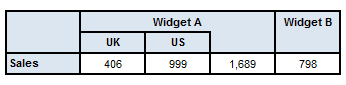 Widget A Widget B
UK US
Sales 406 999 1,689 798